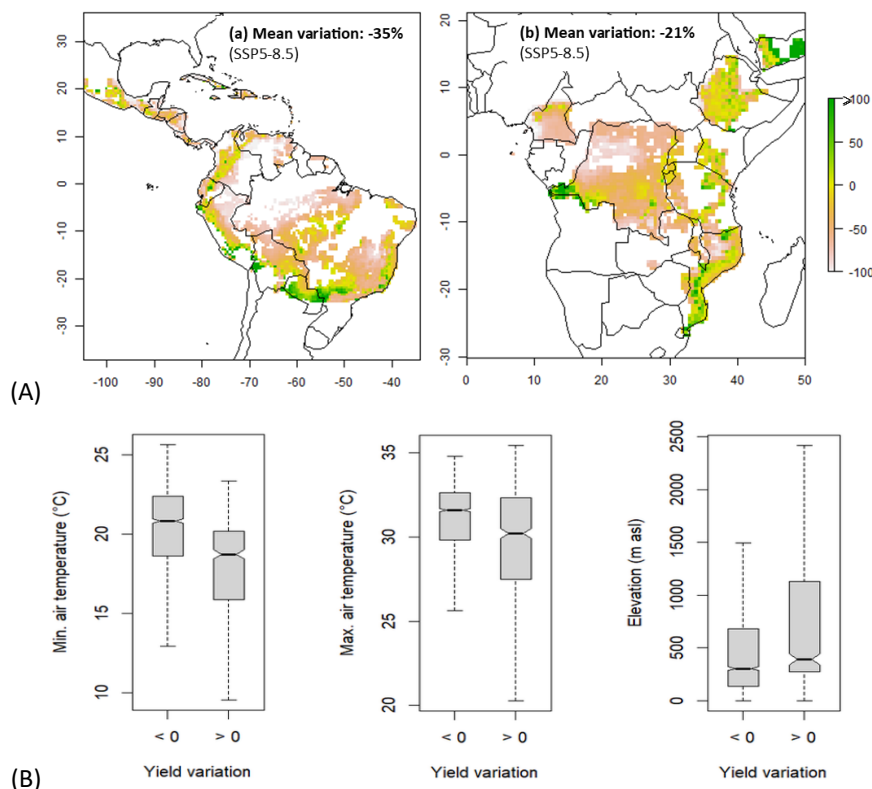 (a) Mean variation: -35%
(SSP5-8.5)
(b) Mean variation: -21%
(SSP5-8.5)
30
20
10
0
-10
-20
-30
-100 -90 -80 -70 -60 -50 -40
20
10
0
-10
-20
-30
0 10 20 30 40 50
≥100
50
0
-50
-100
(A)
Min. air temperature (°C)
25
20
15
10
< 0 > 0
Yield variation
Max. air temperature (°C)
35
30
25
20
< 0 > 0
Yield variation
Elevation (m asl)
2500
2000
1500
1000
500
0
< 0 > 0
Yield variation
(B)